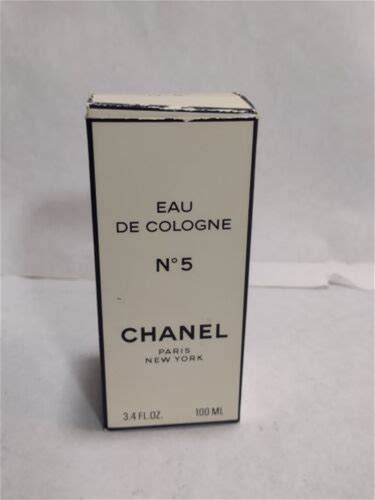 EAU
DE COLOGNE
N° 5
CHANEL
PARIS
NEW YORK
3.4 FL.OZ. 100 ML